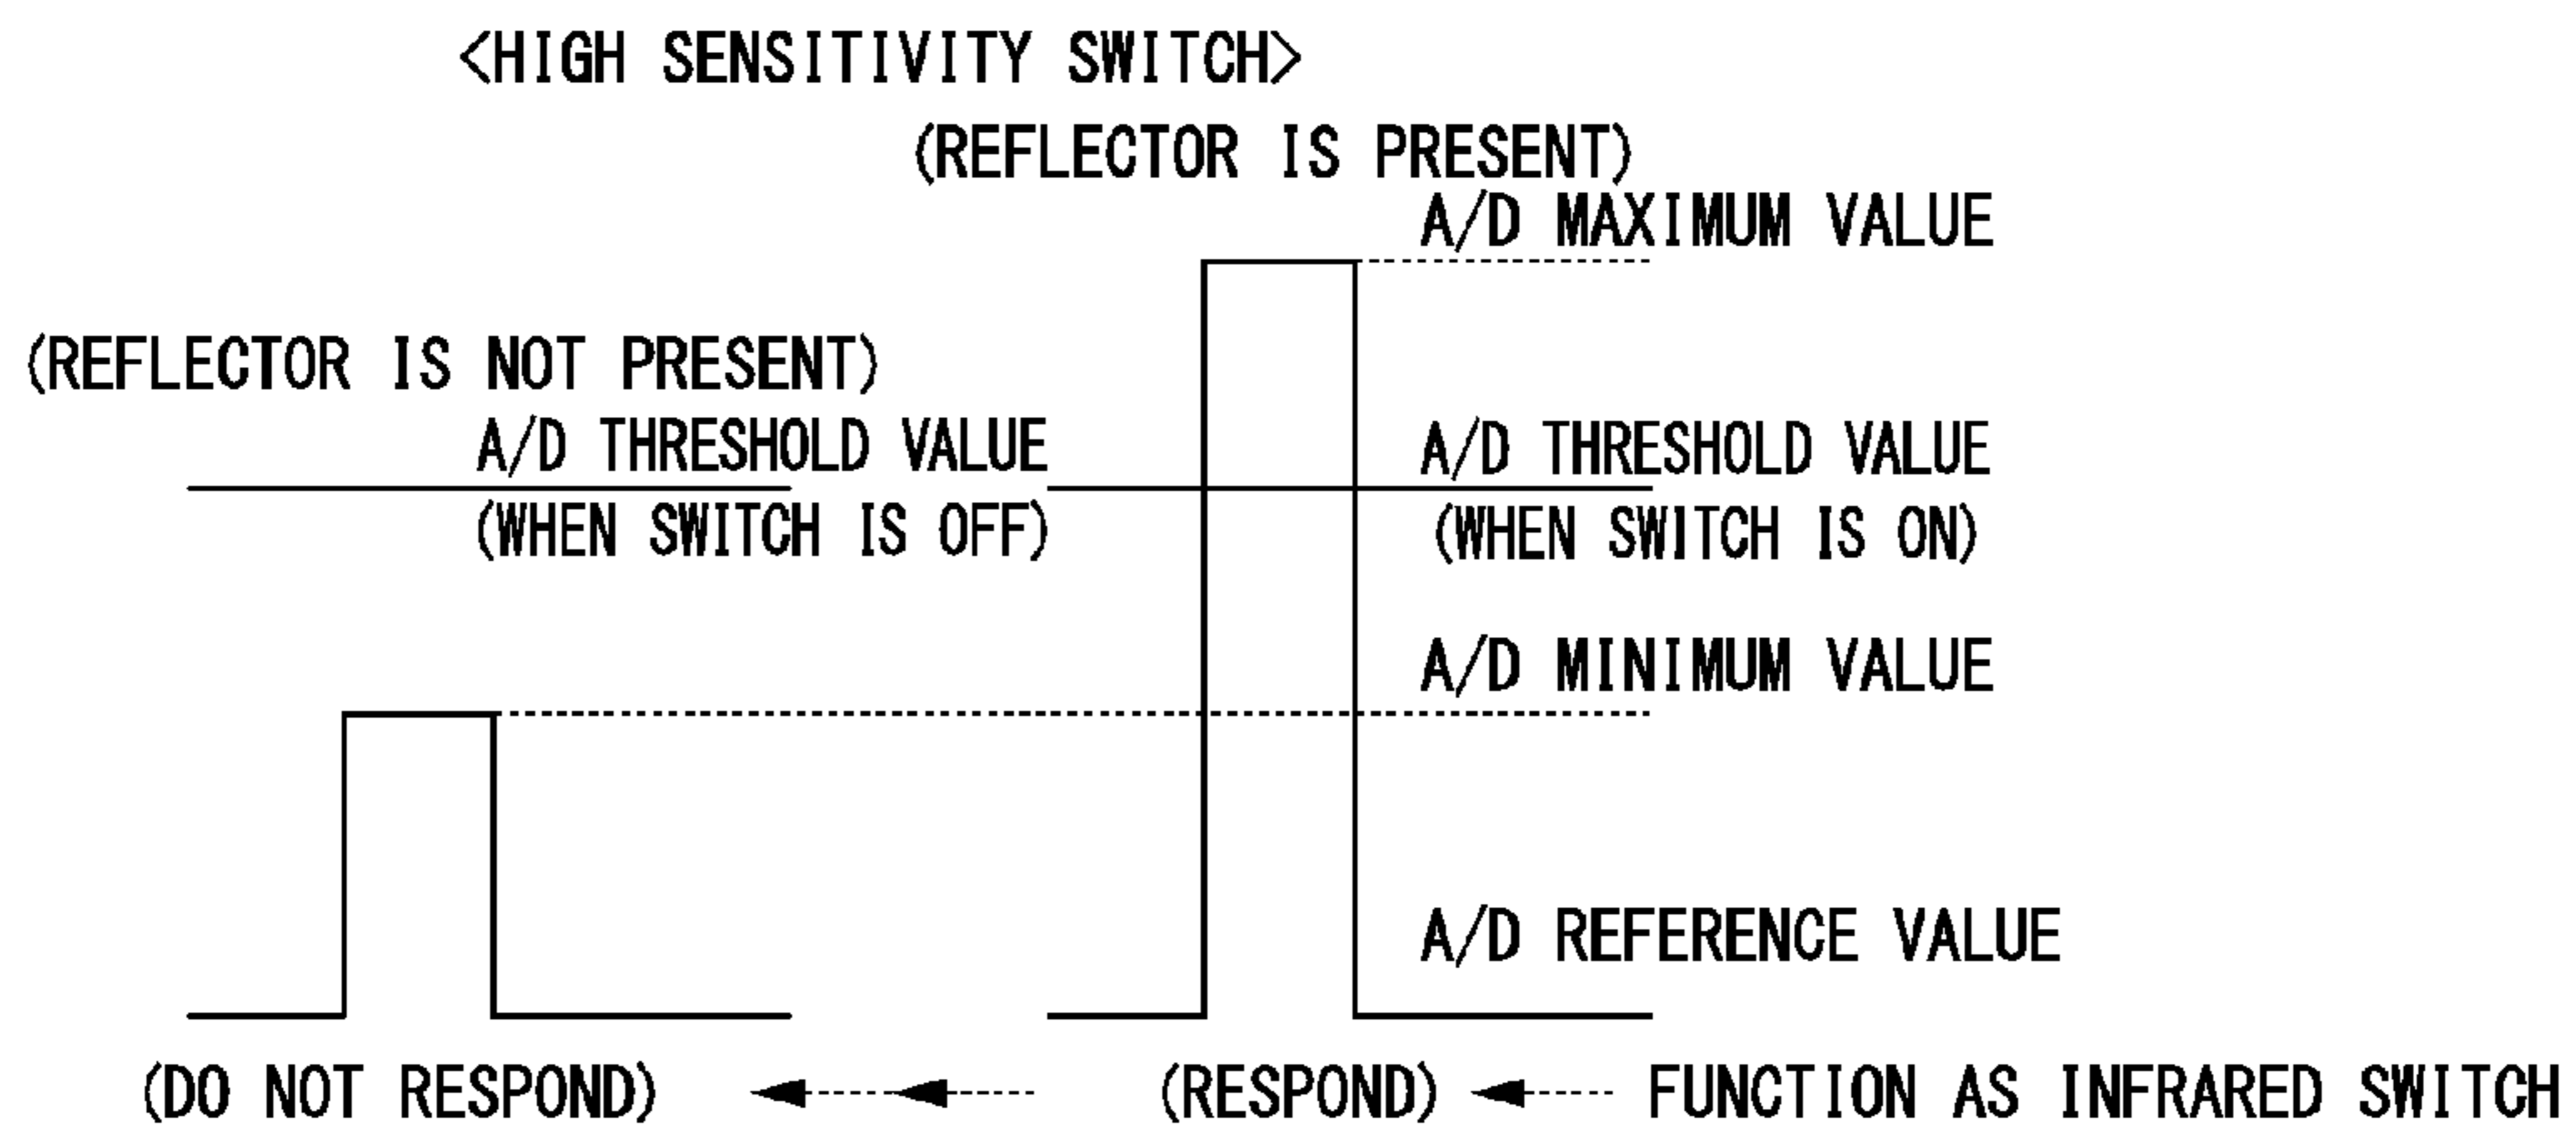 <HIGH SENSITIVITY SWITCH>
(REFLECTOR IS PRESENT)
A/D MAXIMUM VALUE
(REFLECTOR IS NOT PRESENT)
A/D THRESHOLD VALUE
(WHEN SWITCH IS OFF)
A/D THRESHOLD VALUE
(WHEN SWITCH IS ON)
A/D MINIMUM VALUE
A/D REFERENCE VALUE
(DO NOT RESPOND)
(RESPOND)
FUNCTION AS INFRARED SWITCH